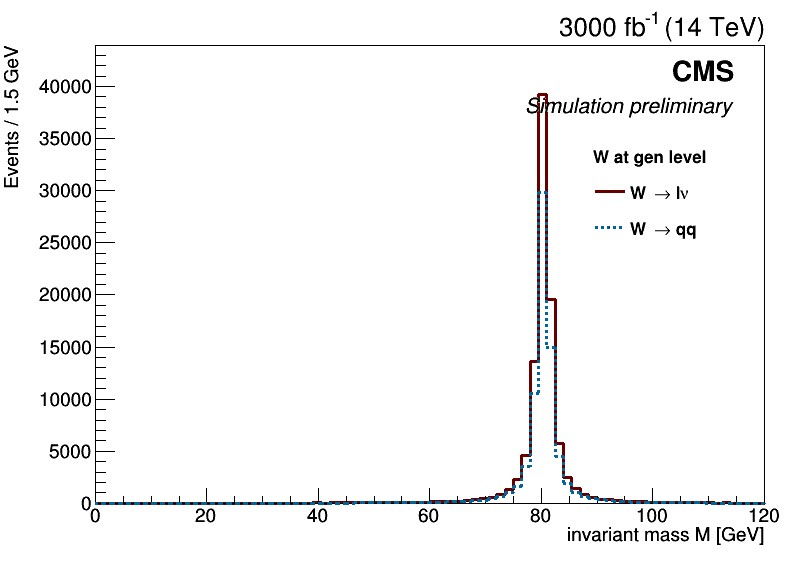 3000 fb⁻¹ (14 TeV)
Events / 1.5 GeV
CMS
Simulation preliminary
W at gen level
W → lν
W → qq
40000
35000
30000
25000
20000
15000
10000
5000
0
0 20 40 60 80 100 120
invariant mass M [GeV]